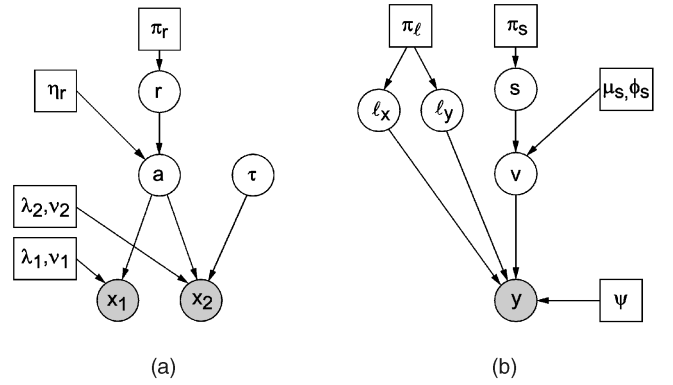 πr πℓ πs
ηr r ℓx ℓy s μs,ϕs
a τ v
λ2,ν2
λ1,ν1
x1 x2 y ψ
(a) (b)